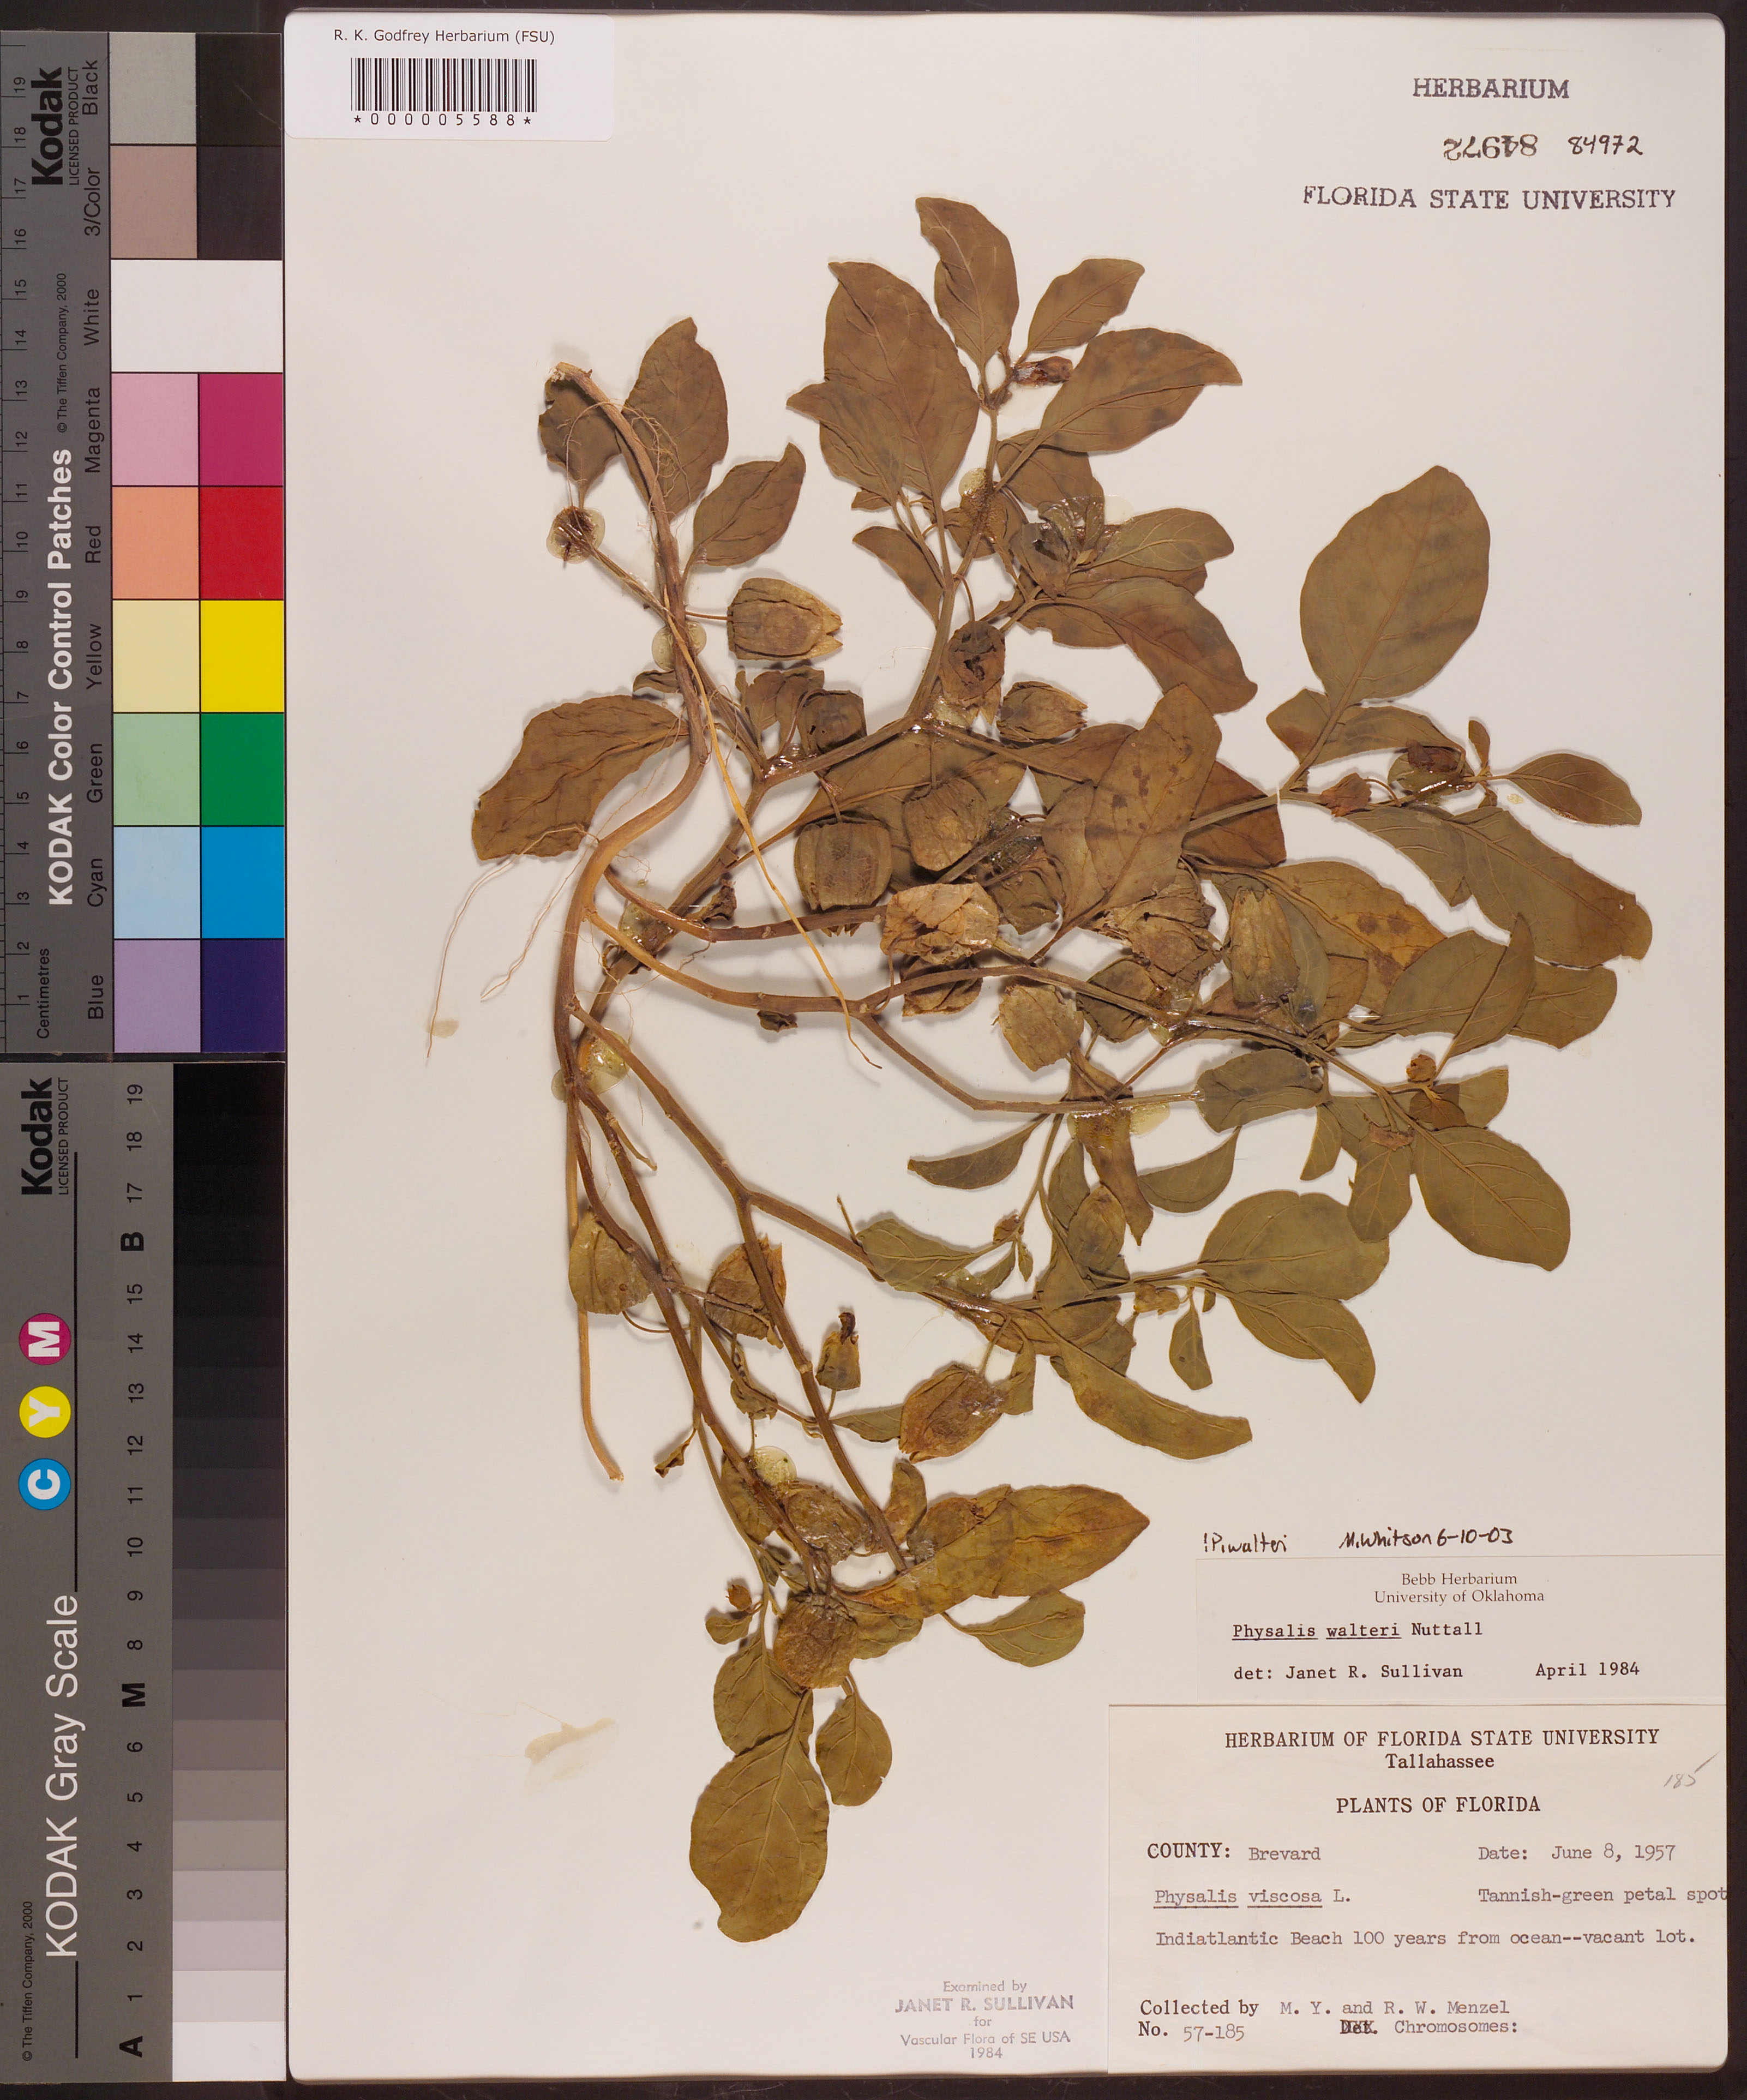 R. K. Godfrey Herbarium (FSU)
*000005588*
HERBARIUM
84972 84972
FLORIDA STATE UNIVERSITY
!P. walteri M. Whitson 6-10-03
Bebb Herbarium
University of Oklahoma
Physalis walteri Nuttall
det: Janet R. Sullivan April 1984
HERBARIUM OF FLORIDA STATE UNIVERSITY
Tallahassee
185
PLANTS OF FLORIDA
COUNTY: Brevard Date: June 8, 1957
Physalis viscosa L. Tannish-green petal spot
Indiatlantic Beach 100 years from ocean--vacant lot.
Collected by M. Y. and R. W. Menzel
No. 57-185 Det. Chromosomes:
Examined by
JANET R. SULLIVAN
for
Vascular Flora of SE USA
1984
Kodak
LICENSED PRODUCT
KODAK Color Control Patches
© The Tiffen Company, 2000
Centimetres
1 2 3 4 5 6 7 8 9 10 11 12 13 14 15 16 17 18 19
Blue Cyan Green Yellow Red Magenta White 3/Color Black
Kodak
LICENSED PRODUCT
KODAK Gray Scale
© The Tiffen Company, 2000
C Y M
A 1 2 3 4 5 6 M 8 9 10 11 12 13 14 15 B 17 18 19